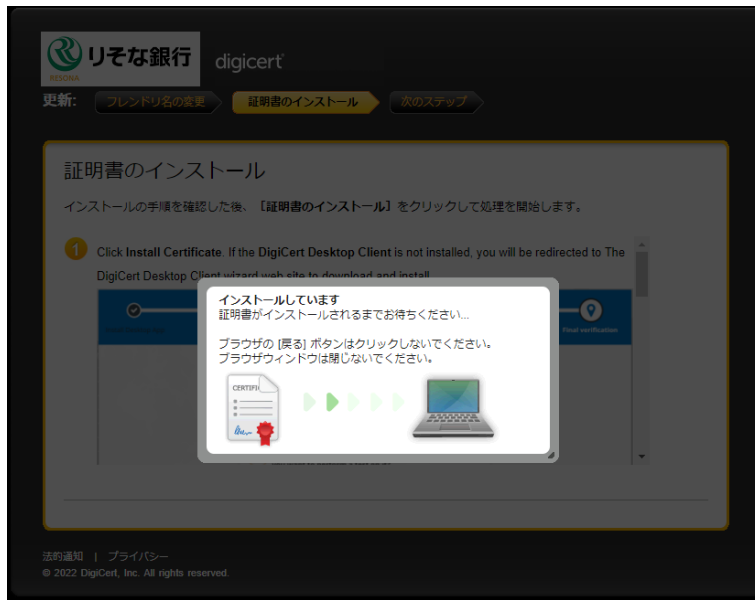 りそな銀行
RESONA
digicert
更新: フレンドリ名の変更 証明書のインストール 次のステップ
証明書のインストール
インストールの手順を確認した後、[証明書のインストール] をクリックして処理を開始します。
1 Click Install Certificate. If the DigiCert Desktop Client is not installed, you will be redirected to The
DigiCert Desktop Client wizard web site to download and install
Final verification
インストールしています
証明書がインストールされるまでお待ちください...
ブラウザの [戻る] ボタンはクリックしないでください。
ブラウザウィンドウは閉じないでください。
CERTIFI
法的通知 | プライバシー
© 2022 DigiCert, Inc. All rights reserved.